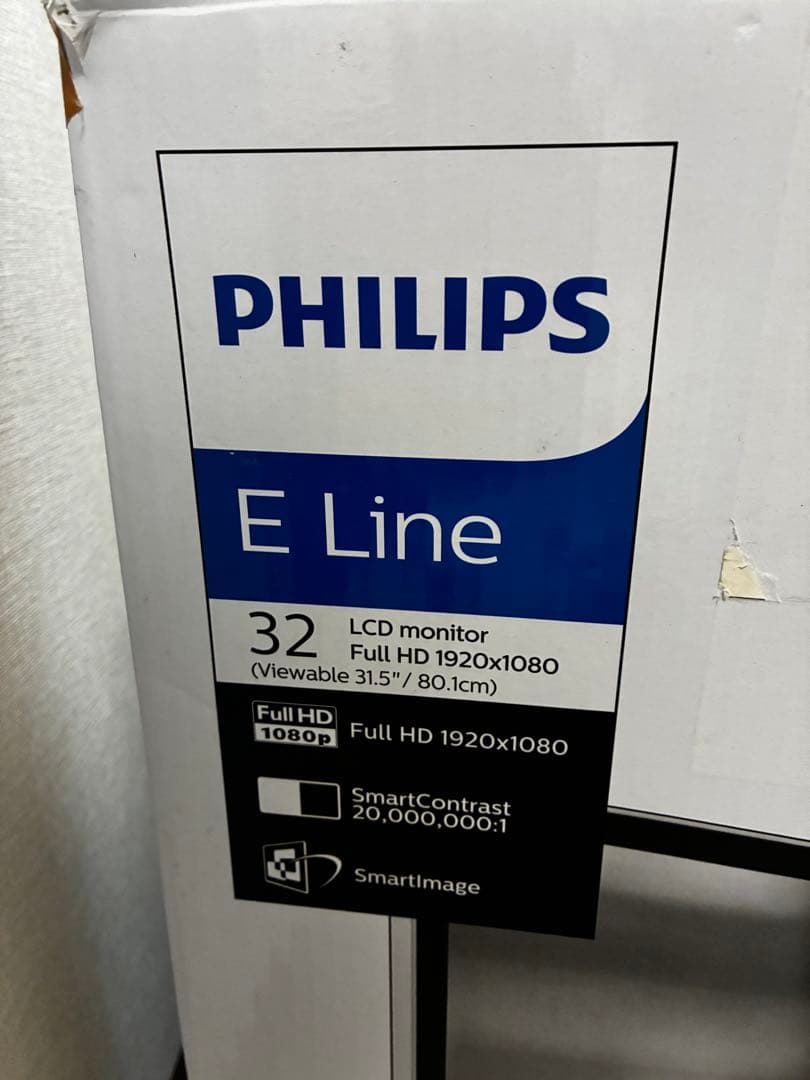 PHILIPS
E Line
32 LCD monitor
Full HD 1920x1080
(Viewable 31.5"/ 80.1cm)
Full HD
1080p
Full HD 1920x1080
SmartContrast
20,000,000:1
SmartImage